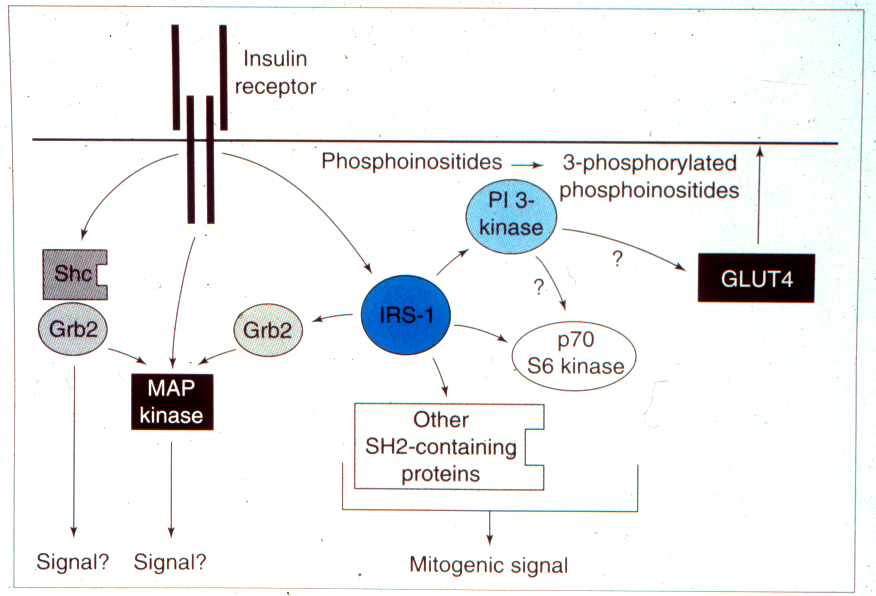 Insulin
receptor
Phosphoinositides
3-phosphorylated
phosphoinositides
PI 3-
kinase
?
GLUT4
Shc
Grb2
Grb2
IRS-1
?
p70
S6 kinase
MAP
kinase
Other
SH2-containing
proteins
Signal?
Signal?
Mitogenic signal